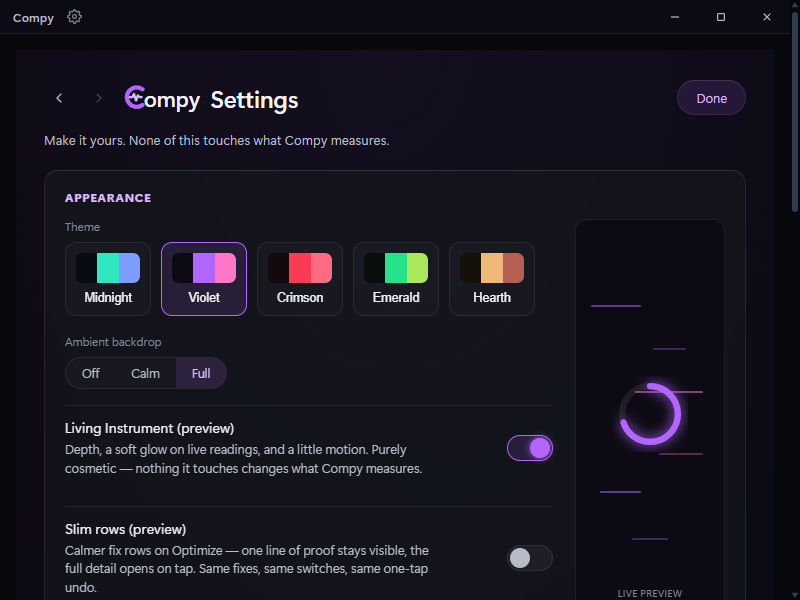 Compy
Compy Settings
Done
Make it yours. None of this touches what Compy measures.
APPEARANCE
Theme
Midnight
Violet
Crimson
Emerald
Hearth
Ambient backdrop
Off
Calm
Full
Living Instrument (preview)
Depth, a soft glow on live readings, and a little motion. Purely
cosmetic — nothing it touches changes what Compy measures.
Slim rows (preview)
Calmer fix rows on Optimize — one line of proof stays visible, the
full detail opens on tap. Same fixes, same switches, same one-tap
undo.
LIVE PREVIEW